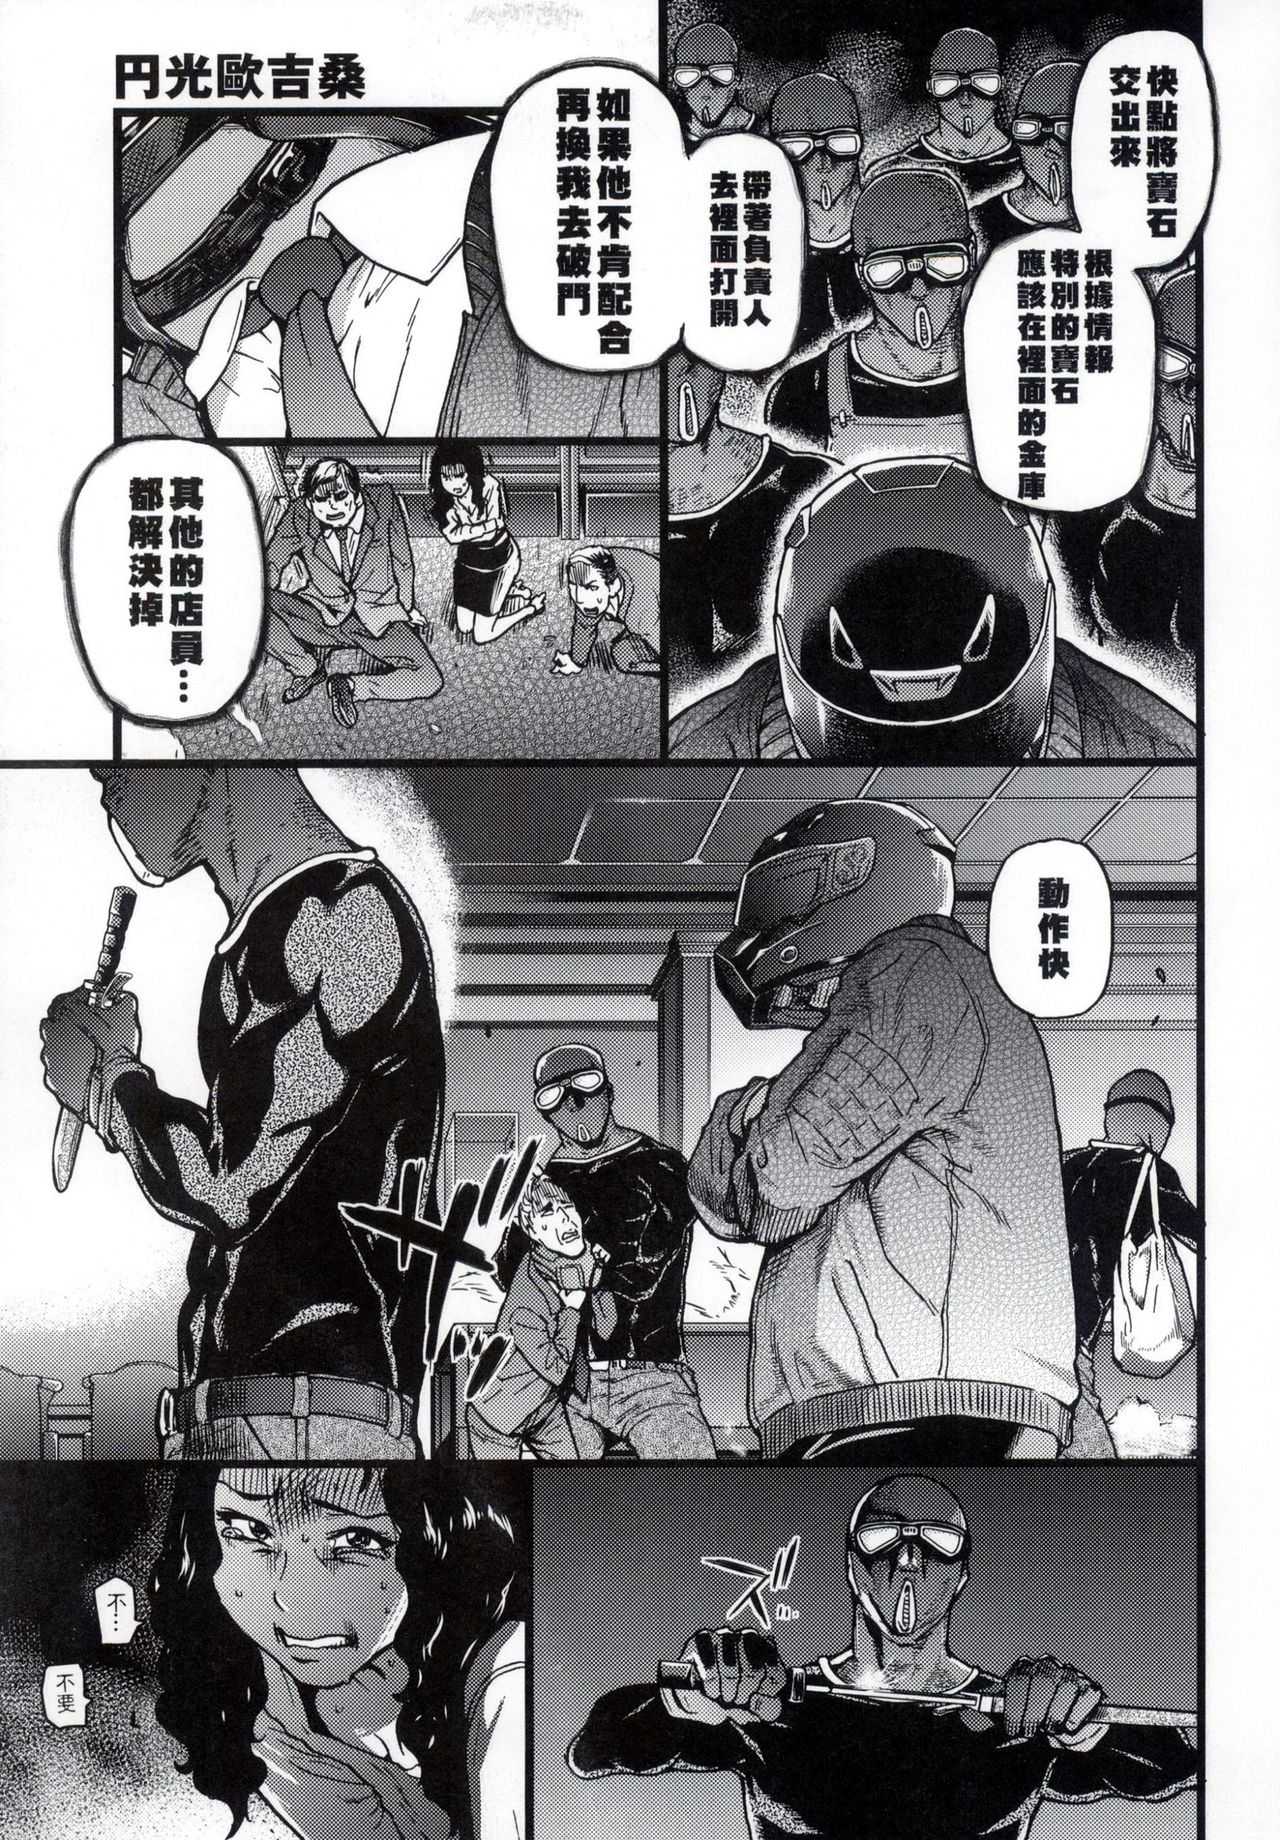 円光歐吉桑
快點將寶石
交出來
根據情報
特別的寶石
應該在裡面的金庫
帶著負責人
去裡面打開
如果他不肯配合
再換我去破門
其他的店員…
都解決掉
動作快
不…
不要